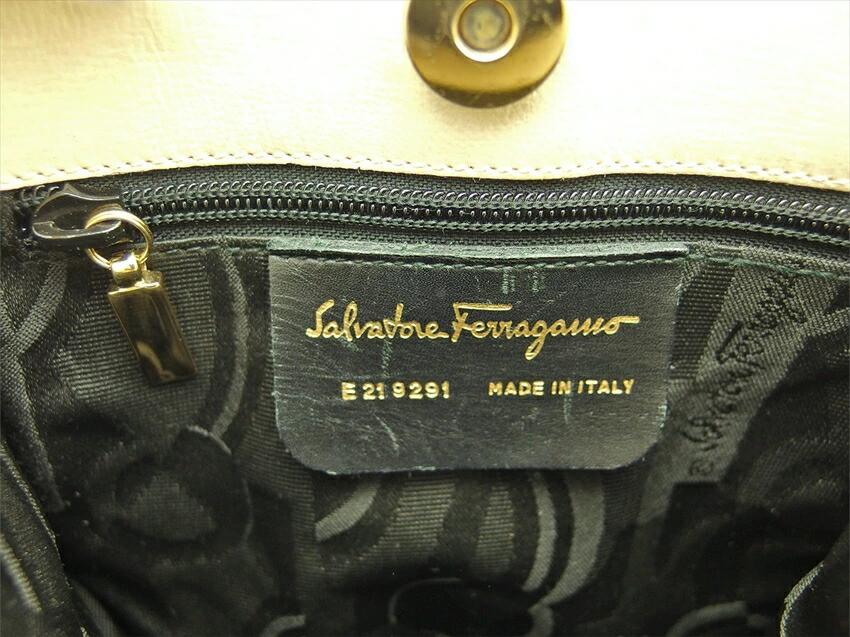 Salvatore Ferragamo
E 21 9291 MADE IN ITALY